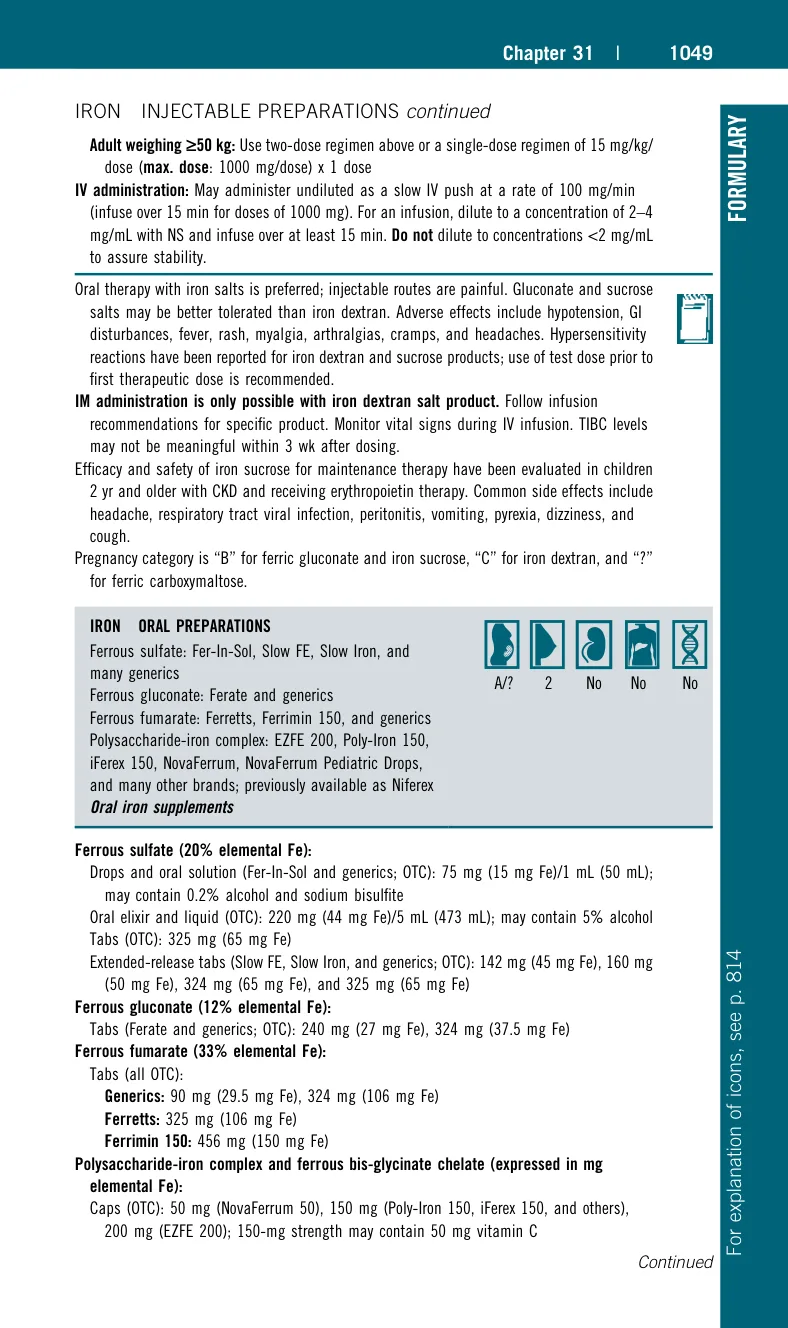 Chapter 31 | 1049
IRON INJECTABLE PREPARATIONS continued
Adult weighing ≥50 kg: Use two-dose regimen above or a single-dose regimen of 15 mg/kg/
dose (max. dose: 1000 mg/dose) x 1 dose
IV administration: May administer undiluted as a slow IV push at a rate of 100 mg/min
(infuse over 15 min for doses of 1000 mg). For an infusion, dilute to a concentration of 2–4
mg/mL with NS and infuse over at least 15 min. Do not dilute to concentrations <2 mg/mL
to assure stability.
Oral therapy with iron salts is preferred; injectable routes are painful. Gluconate and sucrose
salts may be better tolerated than iron dextran. Adverse effects include hypotension, GI
disturbances, fever, rash, myalgia, arthralgias, cramps, and headaches. Hypersensitivity
reactions have been reported for iron dextran and sucrose products; use of test dose prior to
first therapeutic dose is recommended.
IM administration is only possible with iron dextran salt product. Follow infusion
recommendations for specific product. Monitor vital signs during IV infusion. TIBC levels
may not be meaningful within 3 wk after dosing.
Efficacy and safety of iron sucrose for maintenance therapy have been evaluated in children
2 yr and older with CKD and receiving erythropoietin therapy. Common side effects include
headache, respiratory tract viral infection, peritonitis, vomiting, pyrexia, dizziness, and
cough.
Pregnancy category is “B” for ferric gluconate and iron sucrose, “C” for iron dextran, and “?”
for ferric carboxymaltose.
IRON ORAL PREPARATIONS
Ferrous sulfate: Fer-In-Sol, Slow FE, Slow Iron, and
many generics
Ferrous gluconate: Ferate and generics
Ferrous fumarate: Ferretts, Ferrimin 150, and generics
Polysaccharide-iron complex: EZFE 200, Poly-Iron 150,
iFerex 150, NovaFerrum, NovaFerrum Pediatric Drops,
and many other brands; previously available as Niferex
Oral iron supplements
A/? 2 No No No
Ferrous sulfate (20% elemental Fe):
Drops and oral solution (Fer-In-Sol and generics; OTC): 75 mg (15 mg Fe)/1 mL (50 mL);
may contain 0.2% alcohol and sodium bisulfite
Oral elixir and liquid (OTC): 220 mg (44 mg Fe)/5 mL (473 mL); may contain 5% alcohol
Tabs (OTC): 325 mg (65 mg Fe)
Extended-release tabs (Slow FE, Slow Iron, and generics; OTC): 142 mg (45 mg Fe), 160 mg
(50 mg Fe), 324 mg (65 mg Fe), and 325 mg (65 mg Fe)
Ferrous gluconate (12% elemental Fe):
Tabs (Ferate and generics; OTC): 240 mg (27 mg Fe), 324 mg (37.5 mg Fe)
Ferrous fumarate (33% elemental Fe):
Tabs (all OTC):
Generics: 90 mg (29.5 mg Fe), 324 mg (106 mg Fe)
Ferretts: 325 mg (106 mg Fe)
Ferrimin 150: 456 mg (150 mg Fe)
Polysaccharide-iron complex and ferrous bis-glycinate chelate (expressed in mg
elemental Fe):
Caps (OTC): 50 mg (NovaFerrum 50), 150 mg (Poly-Iron 150, iFerex 150, and others),
200 mg (EZFE 200); 150-mg strength may contain 50 mg vitamin C
Continued
FORMULARY
For explanation of icons, see p. 814